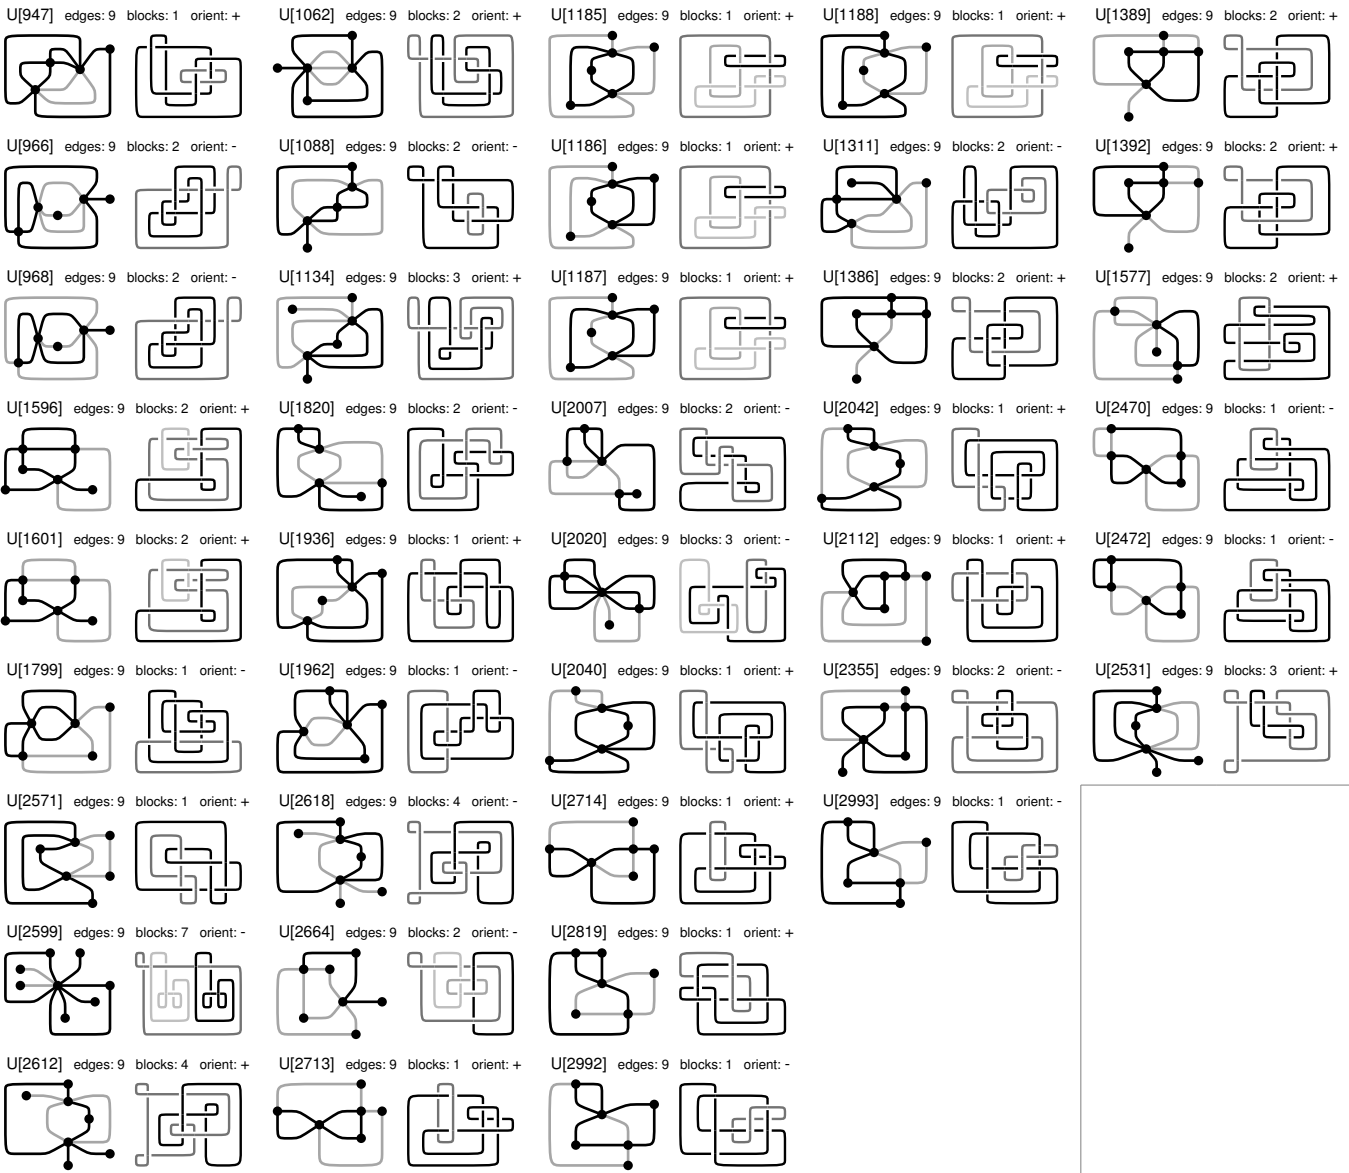 U[947] edges: 9 blocks: 1 orient: +
U[1062] edges: 9 blocks: 2 orient: +
U[1185] edges: 9 blocks: 1 orient: +
U[1188] edges: 9 blocks: 1 orient: +
U[1389] edges: 9 blocks: 2 orient: +
U[966] edges: 9 blocks: 2 orient: -
U[1088] edges: 9 blocks: 2 orient: -
U[1186] edges: 9 blocks: 1 orient: +
U[1311] edges: 9 blocks: 2 orient: -
U[1392] edges: 9 blocks: 2 orient: +
U[968] edges: 9 blocks: 2 orient: -
U[1134] edges: 9 blocks: 3 orient: +
U[1187] edges: 9 blocks: 1 orient: +
U[1386] edges: 9 blocks: 2 orient: +
U[1577] edges: 9 blocks: 2 orient: +
U[1596] edges: 9 blocks: 2 orient: +
U[1820] edges: 9 blocks: 2 orient: -
U[2007] edges: 9 blocks: 2 orient: -
U[2042] edges: 9 blocks: 1 orient: +
U[2470] edges: 9 blocks: 1 orient: -
U[1601] edges: 9 blocks: 2 orient: +
U[1936] edges: 9 blocks: 1 orient: +
U[2020] edges: 9 blocks: 3 orient: -
U[2112] edges: 9 blocks: 1 orient: +
U[2472] edges: 9 blocks: 1 orient: -
U[1799] edges: 9 blocks: 1 orient: -
U[1962] edges: 9 blocks: 1 orient: -
U[2040] edges: 9 blocks: 1 orient: +
U[2355] edges: 9 blocks: 2 orient: -
U[2531] edges: 9 blocks: 3 orient: +
U[2571] edges: 9 blocks: 1 orient: +
U[2618] edges: 9 blocks: 4 orient: -
U[2714] edges: 9 blocks: 1 orient: +
U[2993] edges: 9 blocks: 1 orient: -
U[2599] edges: 9 blocks: 7 orient: -
U[2664] edges: 9 blocks: 2 orient: -
U[2819] edges: 9 blocks: 1 orient: +
U[2612] edges: 9 blocks: 4 orient: +
U[2713] edges: 9 blocks: 1 orient: +
U[2992] edges: 9 blocks: 1 orient: -